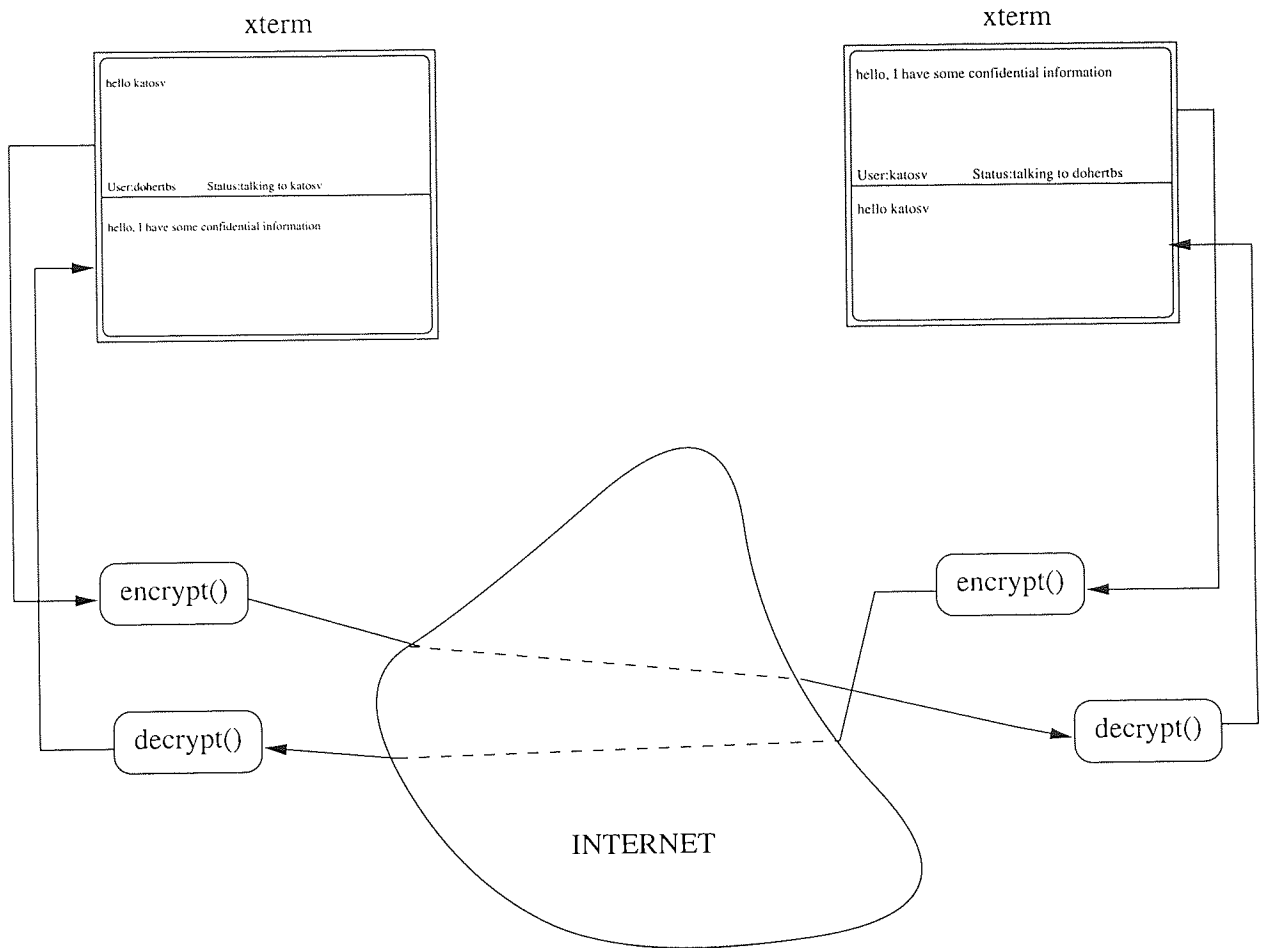 xterm
hello katosv
User:dohertbs Status:talking to katosv
hello, I have some confidential information
xterm
hello, I have some confidential information
User:katosv Status:talking to dohertbs
hello katosv
encrypt()
decrypt()
encrypt()
decrypt()
INTERNET